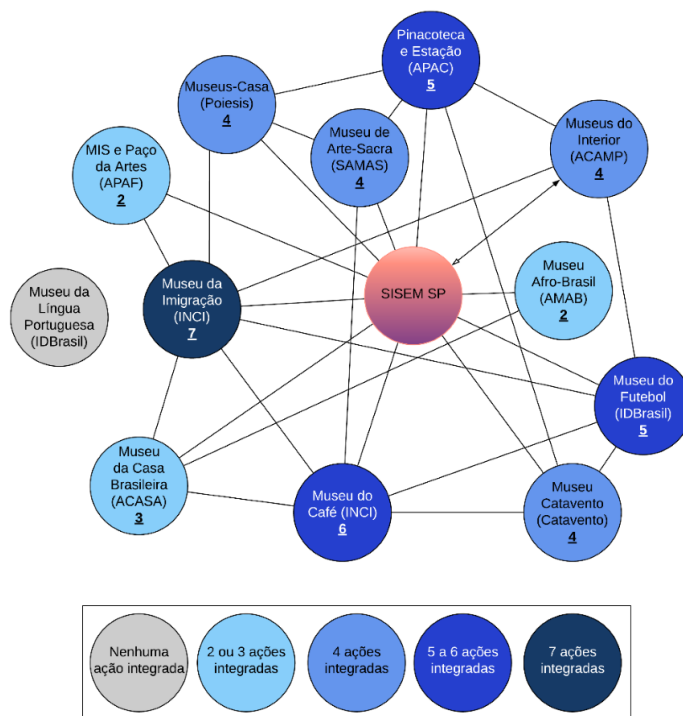 Pinacoteca
e Estação
(APAC)
5
Museus-Casa
(Poiesis)
4
Museu de
Arte-Sacra
(SAMAS)
4
Museus do
Interior
(ACAMP)
4
MIS e Paço
da Artes
(APAF)
2
Museu da
Língua
Portuguesa
(IDBrasil)
Museu da
Imigração
(INCI)
7
SISEM SP
Museu
Afro-Brasil
(AMAB)
2
Museu do
Futebol
(IDBrasil)
5
Museu
da Casa
Brasileira
(ACASA)
3
Museu do
Café (INCI)
6
Museu
Catavento
(Catavento)
4
Nenhuma
ação integrada
2 ou 3 ações
integradas
4 ações
integradas
5 a 6 ações
integradas
7 ações
integradas